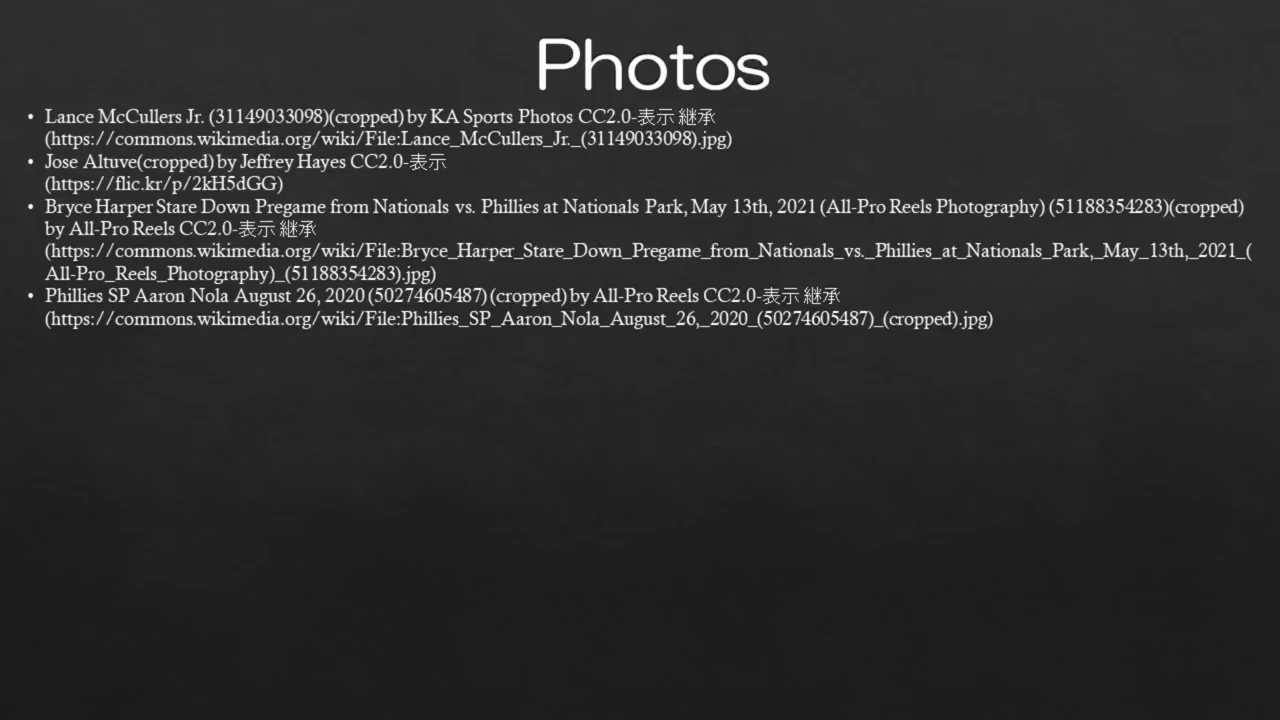 Photos
• Lance McCullers Jr. (31149033098)(cropped) by KA Sports Photos CC2.0-表示 継承
(https://commons.wikimedia.org/wiki/File:Lance_McCullers_Jr._(31149033098).jpg)
• Jose Altuve(cropped) by Jeffrey Hayes CC2.0-表示
(https://flic.kr/p/2kH5dGG)
• Bryce Harper Stare Down Pregame from Nationals vs. Phillies at Nationals Park, May 13th, 2021 (All-Pro Reels Photography) (51188354283)(cropped)
by All-Pro Reels CC2.0-表示 継承
(https://commons.wikimedia.org/wiki/File:Bryce_Harper_Stare_Down_Pregame_from_Nationals_vs._Phillies_at_Nationals_Park,_May_13th,_2021_(
All-Pro_Reels_Photography)_(51188354283).jpg)
• Phillies SP Aaron Nola August 26, 2020 (50274605487) (cropped) by All-Pro Reels CC2.0-表示 継承
(https://commons.wikimedia.org/wiki/File:Phillies_SP_Aaron_Nola_August_26,_2020_(50274605487)_(cropped).jpg)